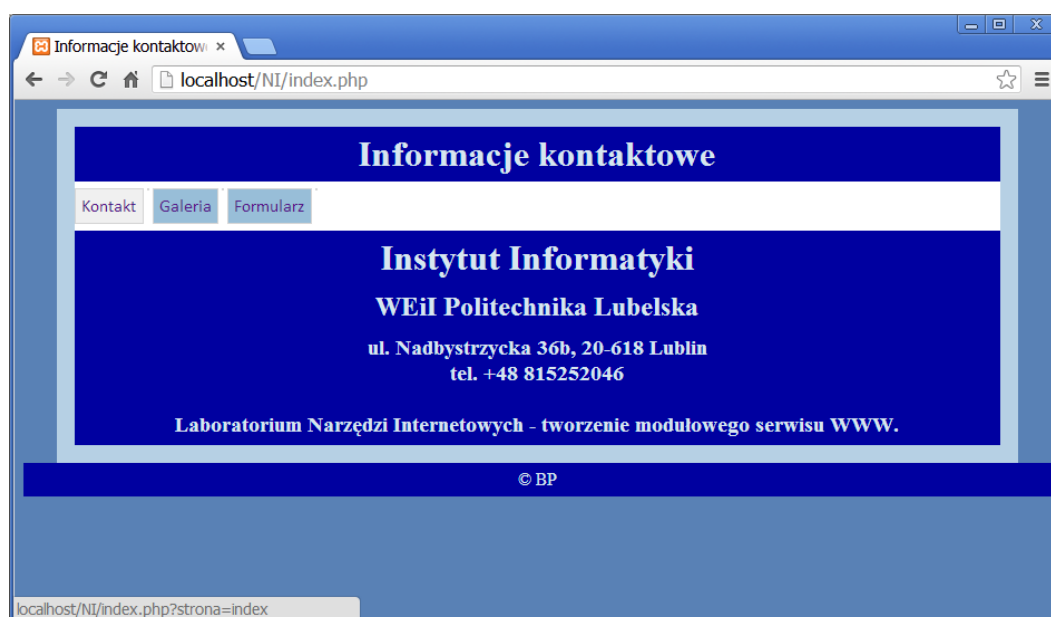 Informacje kontaktow
localhost/NI/index.php
Informacje kontaktowe
Kontakt Galeria Formularz
Instytut Informatyki
WEiI Politechnika Lubelska
ul. Nadbystrzycka 36b, 20-618 Lublin
tel. +48 815252046
Laboratorium Narzędzi Internetowych - tworzenie modułowego serwisu WWW.
© BP
localhost/NI/index.php?strona=index